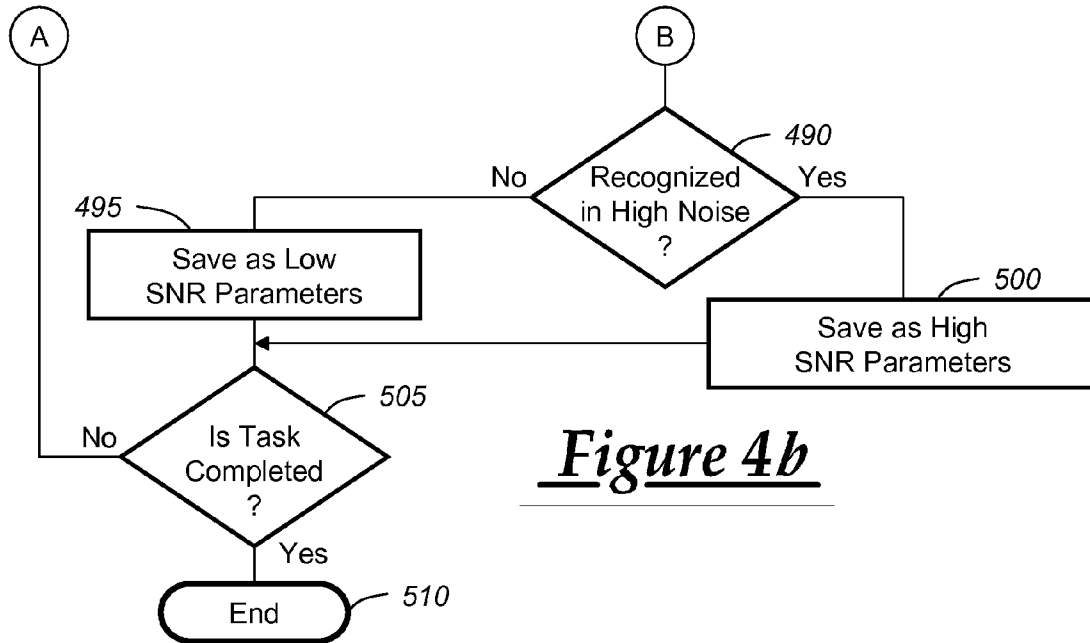 A
B
490
No
Recognized
in High Noise
?
Yes
495
Save as Low
SNR Parameters
500
Save as High
SNR Parameters
505
No
Is Task
Completed
?
Figure 4b
Yes
End
510